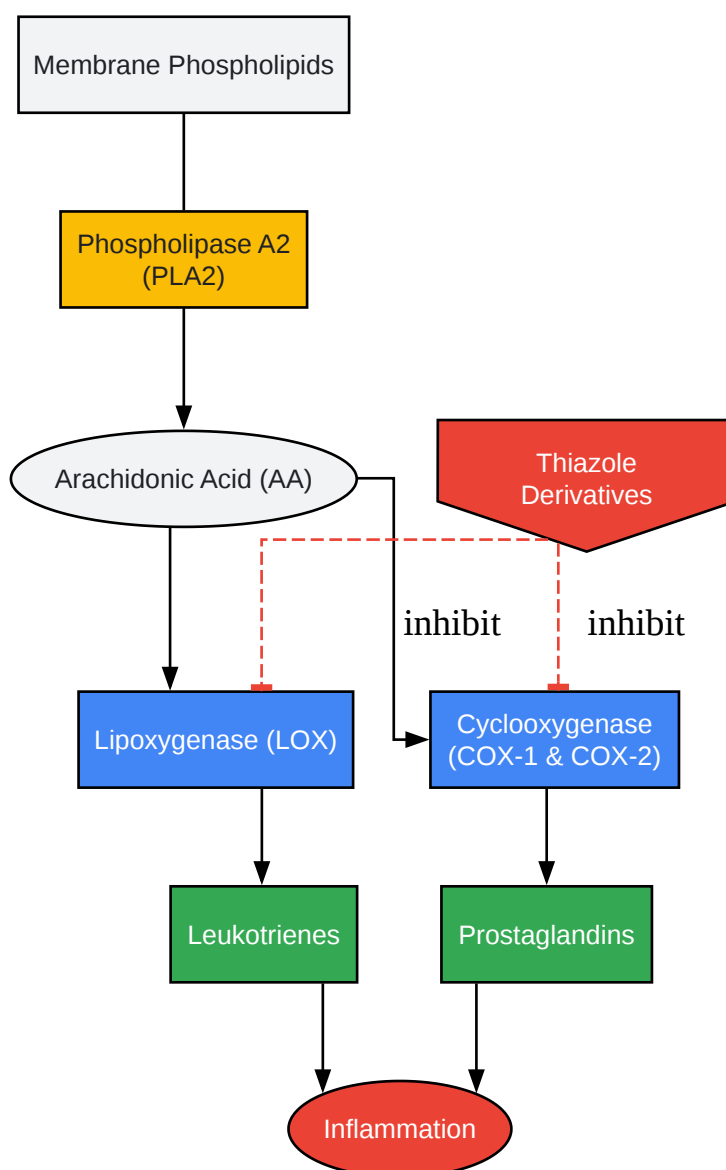 Membrane Phospholipids
Phospholipase A2
(PLA2)
Arachidonic Acid (AA)
Thiazole
Derivatives
inhibit
inhibit
Lipoxygenase (LOX)
Cyclooxygenase
(COX-1 & COX-2)
Leukotrienes
Prostaglandins
Inflammation